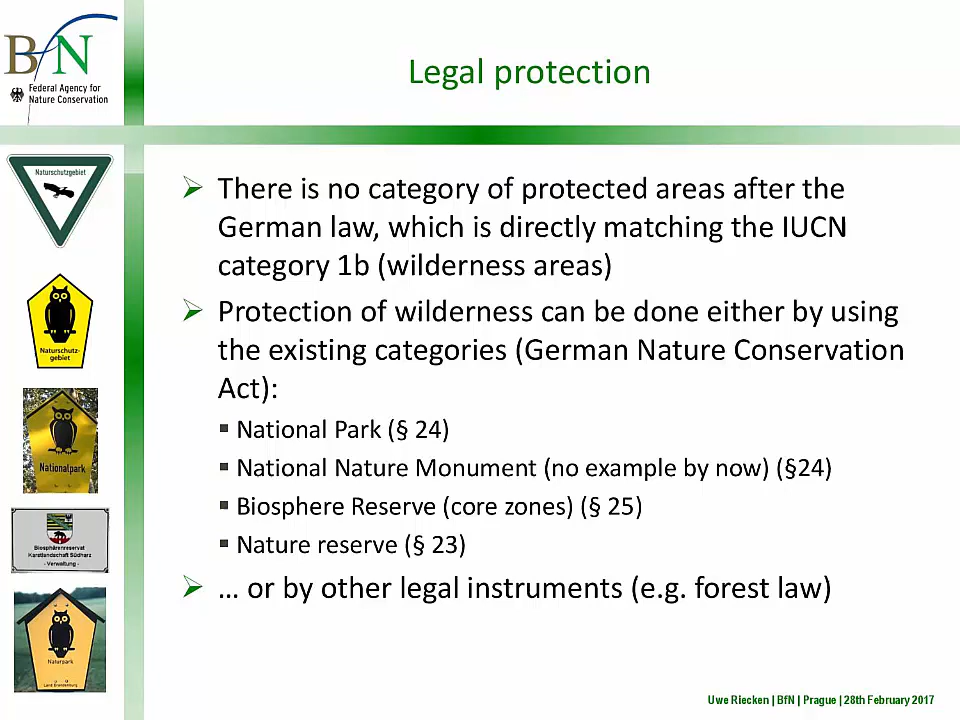 BfN
Federal Agency for
Nature Conservation
Legal protection
Naturschutzgebiet
Naturschutz-
gebiet
Nationalpark
Biosphärenreservat
Karstlandschaft Südharz
- Verwaltung -
Naturpark
Land Brandenburg
➢ There is no category of protected areas after the
German law, which is directly matching the IUCN
category 1b (wilderness areas)
➢ Protection of wilderness can be done either by using
the existing categories (German Nature Conservation
Act):
▪ National Park (§ 24)
▪ National Nature Monument (no example by now) (§24)
▪ Biosphere Reserve (core zones) (§ 25)
▪ Nature reserve (§ 23)
➢ … or by other legal instruments (e.g. forest law)
Uwe Riecken | BfN | Prague | 28th February 2017